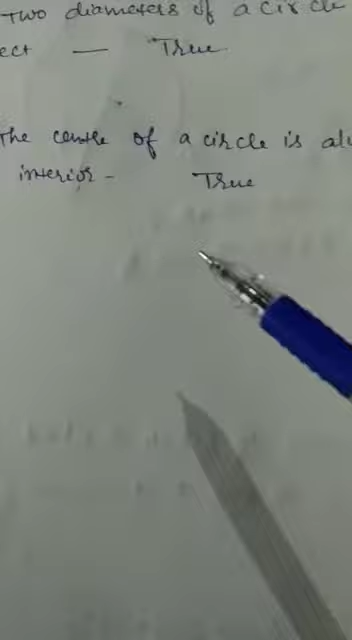 Two diameters of a circle
ect — True
The centre of a circle is al
interior - True